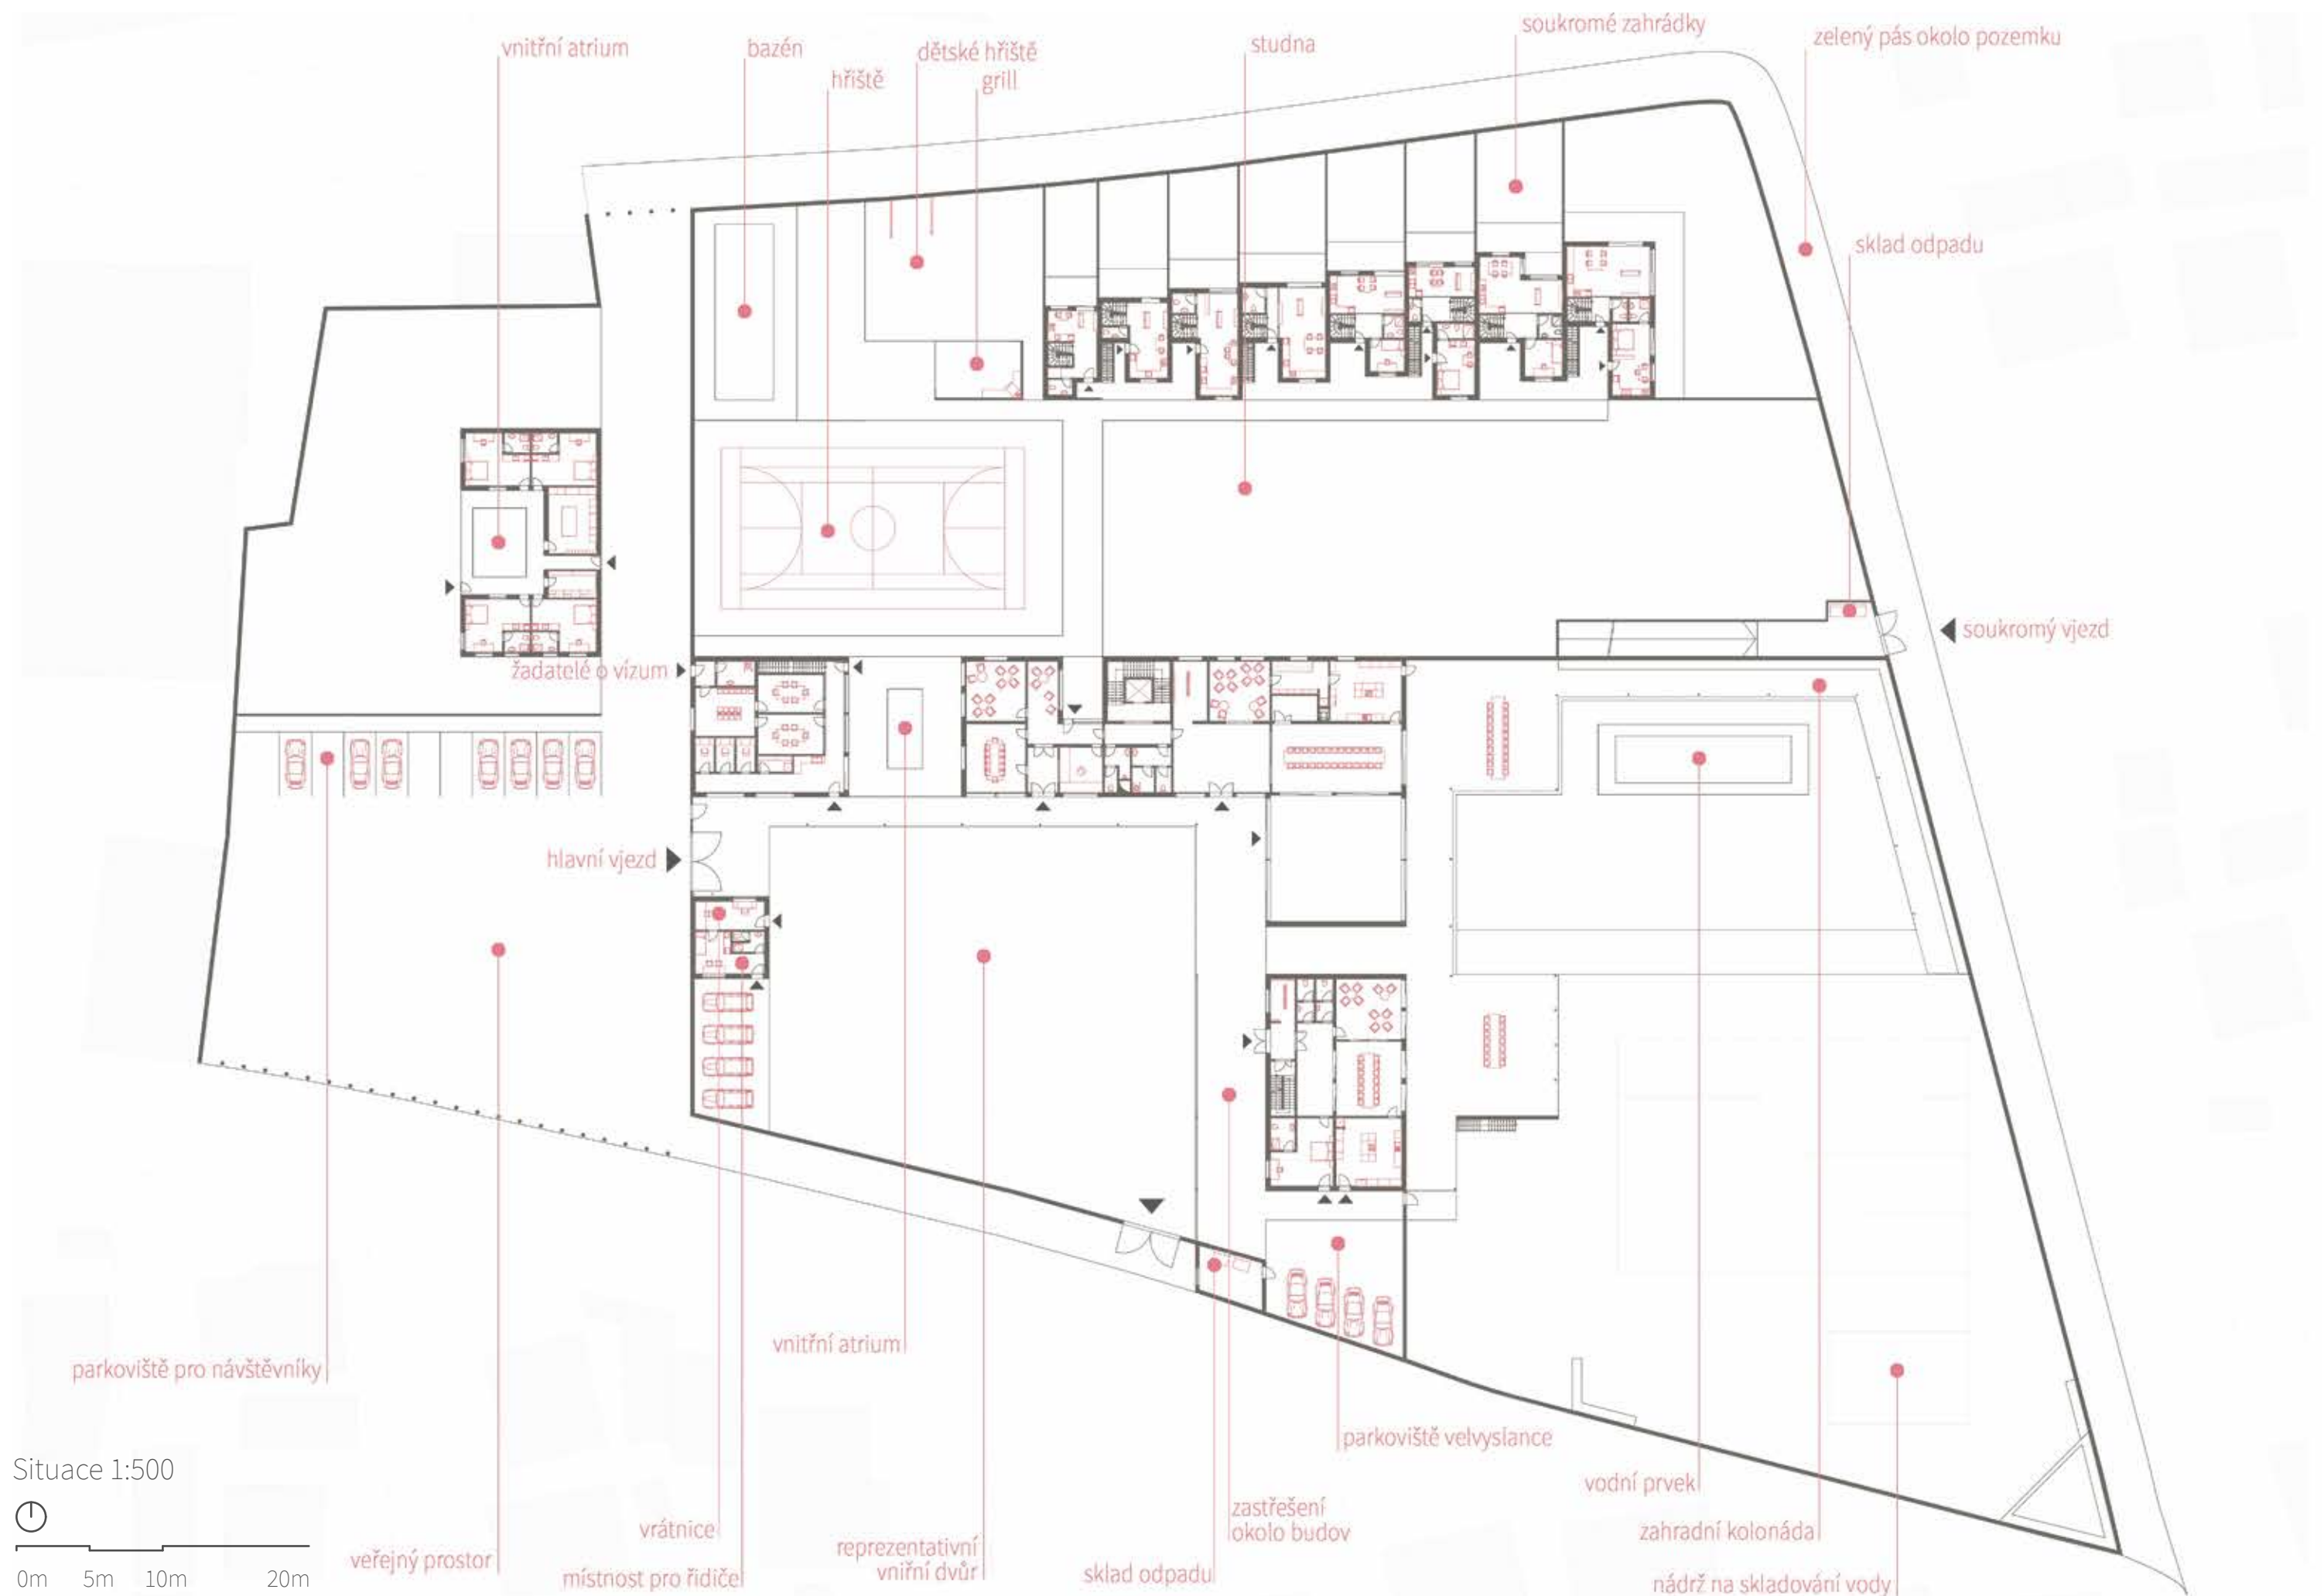 vnitřní atrium
bazén
hřiště
dětské hřiště
grill
studna
soukromé zahrádky
zelený pás okolo pozemku
sklad odpadu
soukromý vjezd
žadatelé o vízum
hlavní vjezd
vnitřní atrium
parkoviště pro návštěvníky
parkoviště velvyslance
vodní prvek
zastřešení
okolo budov
zahradní kolonáda
vrátnice
reprezentativní
vniřní dvůr
veřejný prostor
místnost pro řidiče
sklad odpadu
nádrž na skladování vody
Situace 1:500
0m 5m 10m 20m